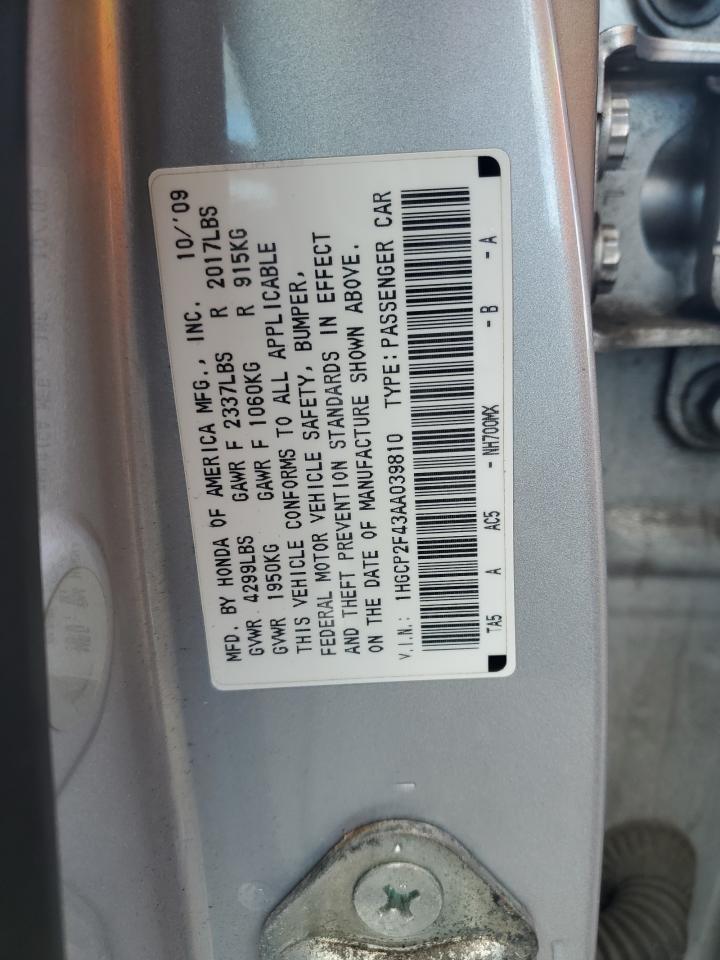 MFD. BY HONDA OF AMERICA MFG., INC. 10/'09
GVWR 4299LBS GAWR F 2337LBS R 2017LBS
GVWR 1950KG GAWR F 1060KG R 915KG
THIS VEHICLE CONFORMS TO ALL APPLICABLE
FEDERAL MOTOR VEHICLE SAFETY, BUMPER,
AND THEFT PREVENTION STANDARDS IN EFFECT
ON THE DATE OF MANUFACTURE SHOWN ABOVE.
V.I.N.: 1HGCP2F43AA039810 TYPE: PASSENGER CAR
TA5 A AC5 - NH700MX - B - A